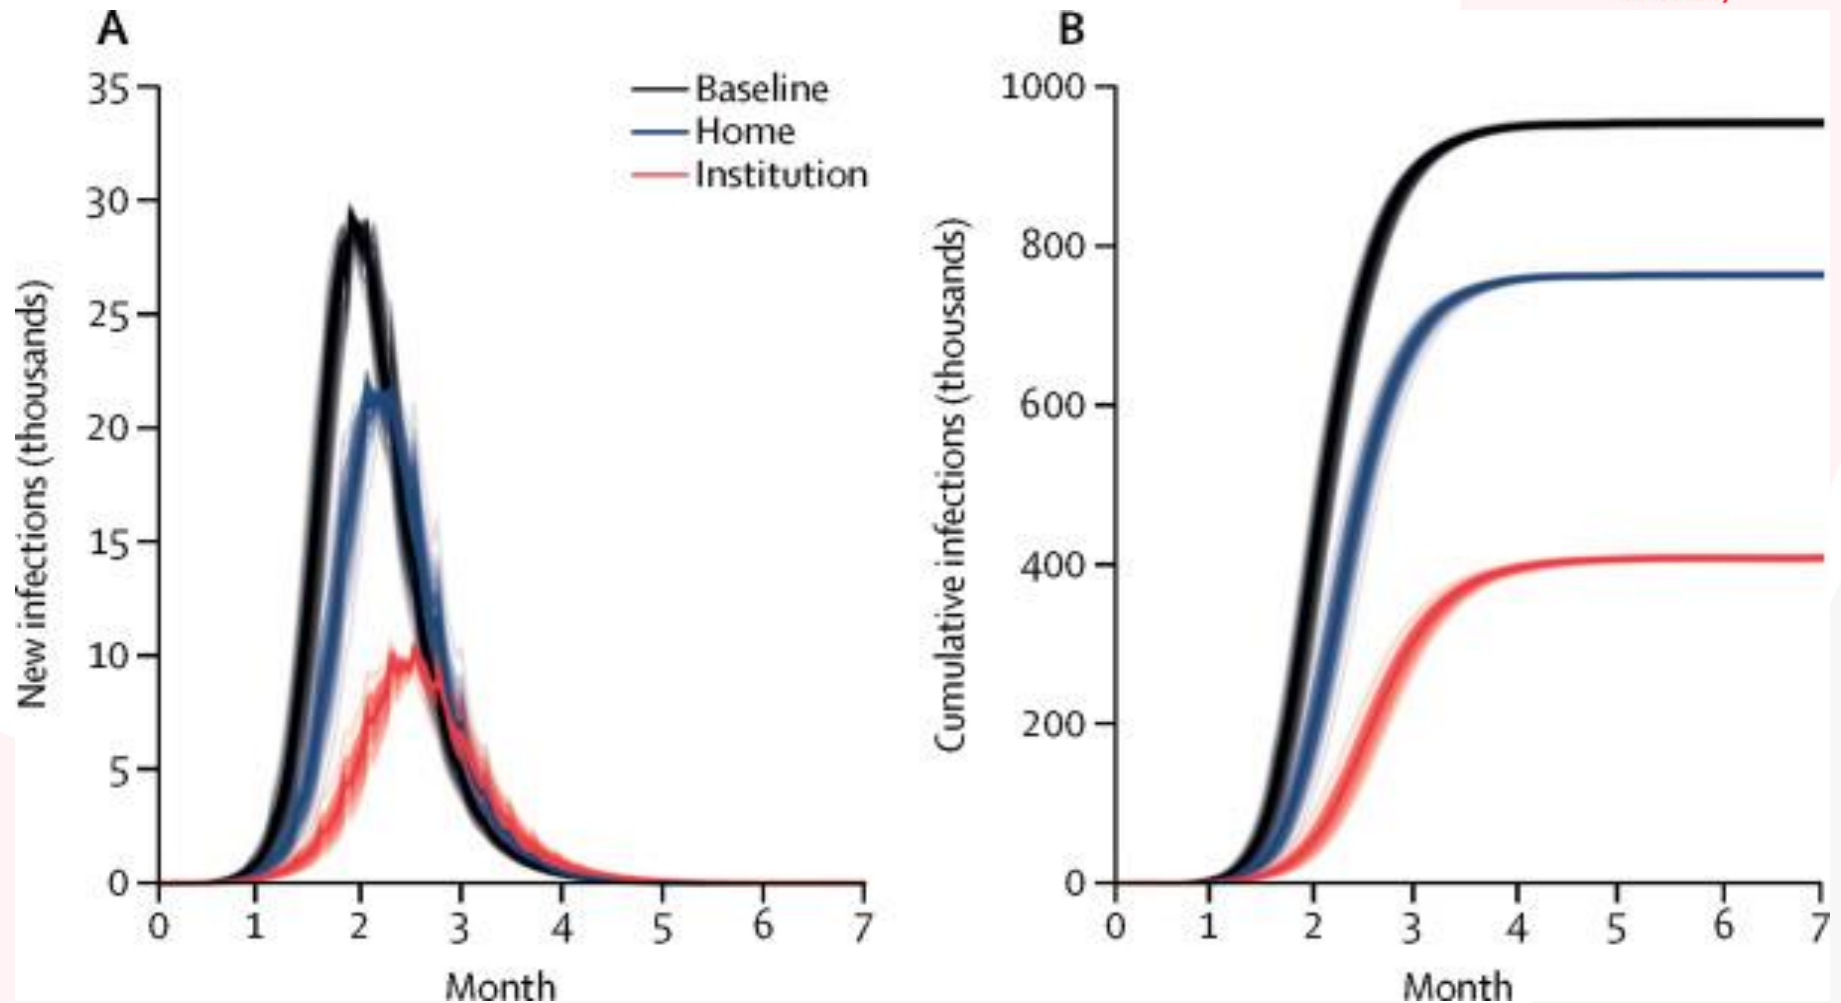 A
35
30
25
20
15
10
5
0
New infections (thousands)
Baseline
Home
Institution
0 1 2 3 4 5 6 7
Month
B
1000
800
600
400
200
0
Cumulative infections (thousands)
0 1 2 3 4 5 6 7
Month